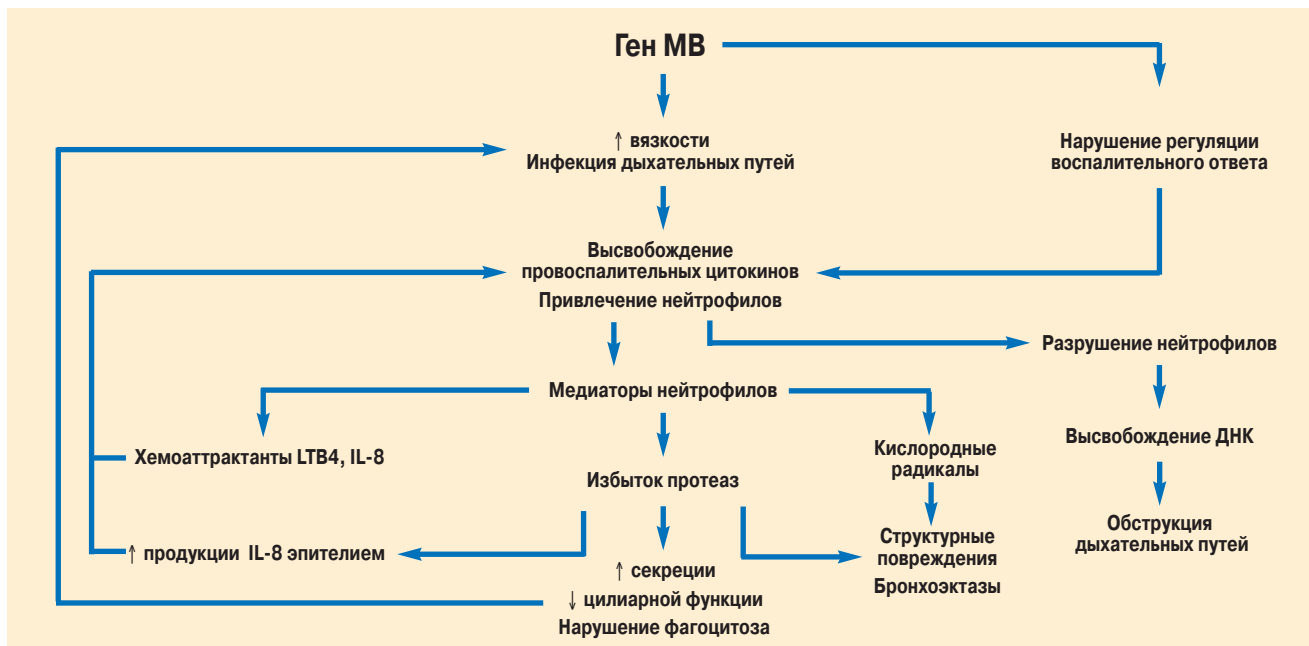 Ген МВ
↑ вязкости
Инфекция дыхательных путей
Нарушение регуляции
воспалительного ответа
Высвобождение
провоспалительных цитокинов
Привлечение нейтрофилов
Разрушение нейтрофилов
Медиаторы нейтрофилов
Высвобождение ДНК
Хемоаттрактанты LTB4, IL-8
Кислородные
радикалы
Избыток протеаз
Обструкция
дыхательных путей
↑ продукции IL-8 эпителием
Структурные
повреждения
Бронхоэктазы
↑ секреции
↓ цилиарной функции
Нарушение фагоцитоза